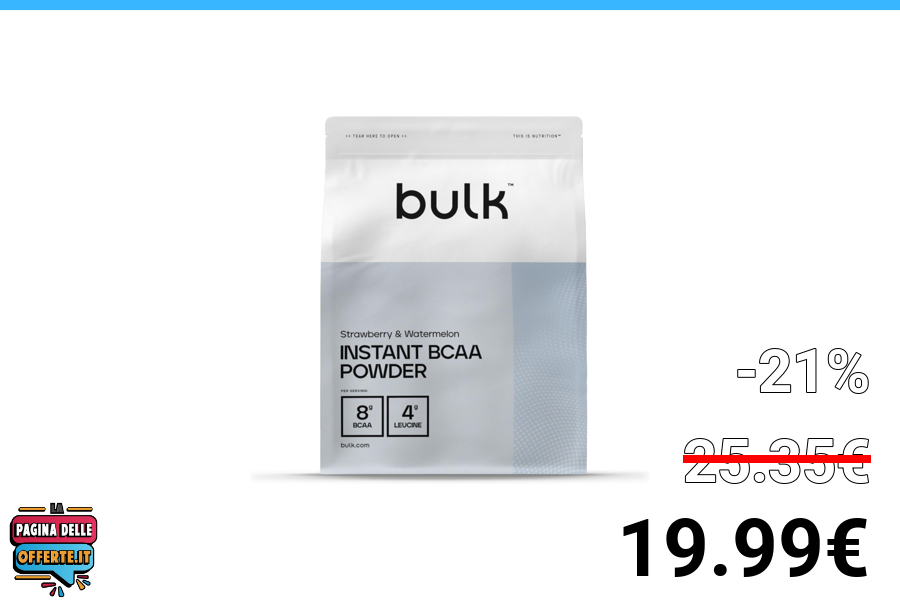 << TEAR HERE TO OPEN <<
THIS IS NUTRITION™
bulk™
Strawberry & Watermelon
INSTANT BCAA
POWDER
PER SERVING:
8g
BCAA
4g
LEUCINE
bulk.com
-21%
25.35€
19.99€
LA
PAGINA DELLE
OFFERTE.IT